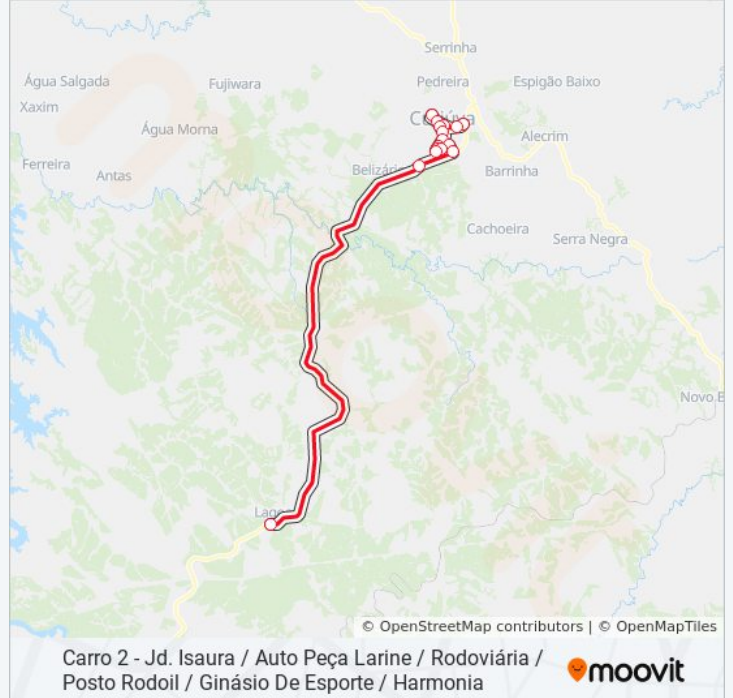 Serrinha
Água Salgada
Fujiwara
Pedreira
Espigão Baixo
Xaxim
Água Morna
Alecrim
Ferreira
Antas
Barrinha
Cachoeira
Serra Negra
© OpenStreetMap contributors | © OpenMapTiles
Carro 2 - Jd. Isaura / Auto Peça Larine / Rodoviária /
Posto Rodoil / Ginásio De Esporte / Harmonia
moovit